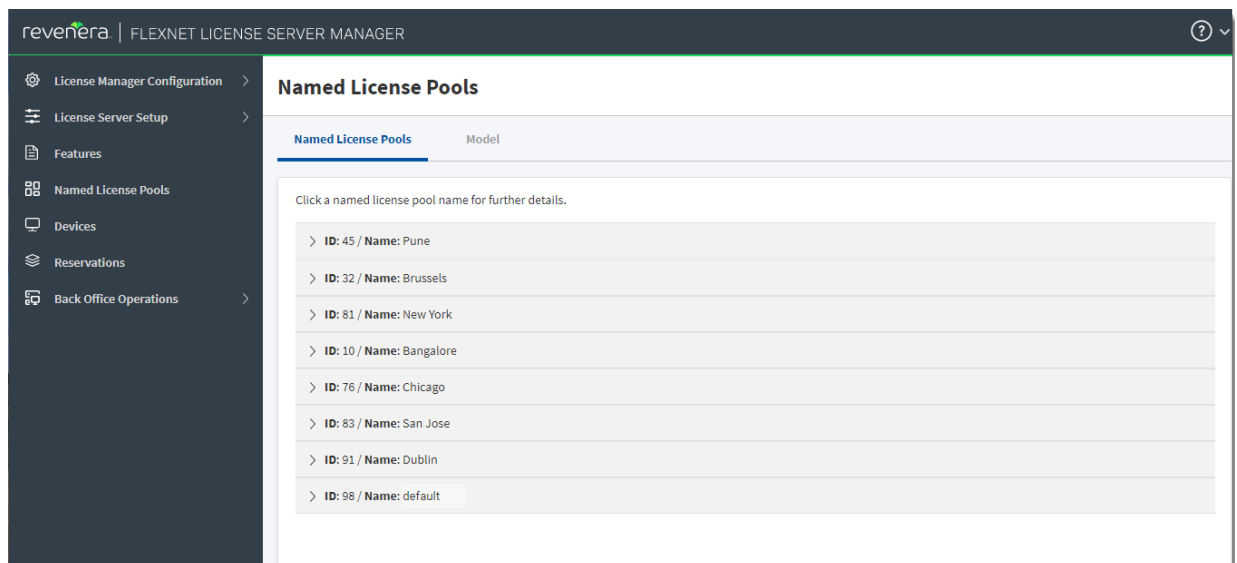 revenera. | FLEXNET LICENSE SERVER MANAGER
?
License Manager Configuration
License Server Setup
Features
Named License Pools
Devices
Reservations
Back Office Operations
Named License Pools
Named License Pools Model
Click a named license pool name for further details.
ID: 45 / Name: Pune
ID: 32 / Name: Brussels
ID: 81 / Name: New York
ID: 10 / Name: Bangalore
ID: 76 / Name: Chicago
ID: 83 / Name: San Jose
ID: 91 / Name: Dublin
ID: 98 / Name: default